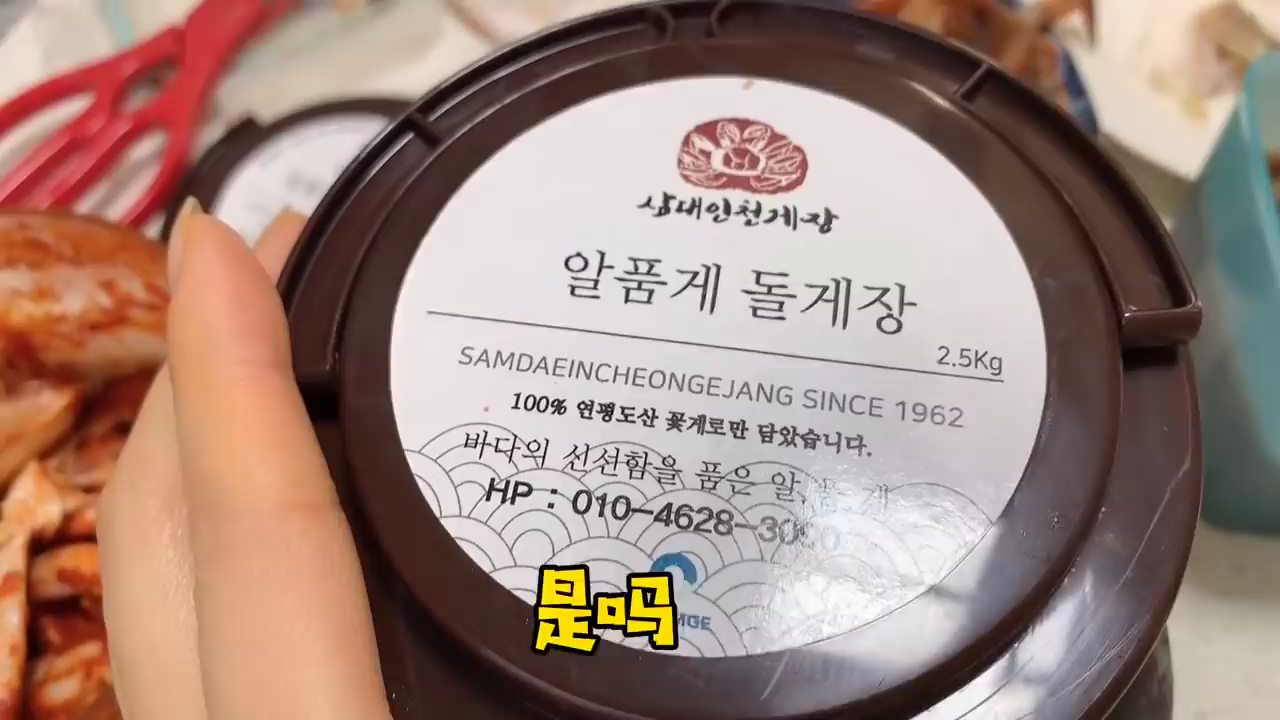 삼대인천게장
알품게 돌게장
2.5Kg
SAMDAEINCHEONGEJANG SINCE 1962
100% 연평도산 꽃게로만 담았습니다.
바다의 신선함을 품은 알
HP : 010-4628-30
是吗